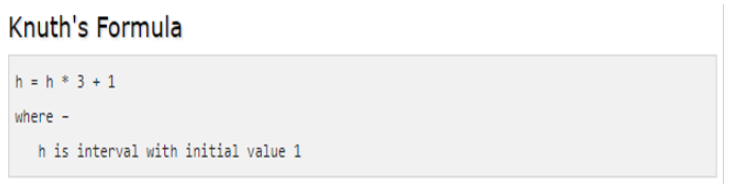 Knuth's Formula
h = h * 3 + 1
where −
h is interval with initial value 1